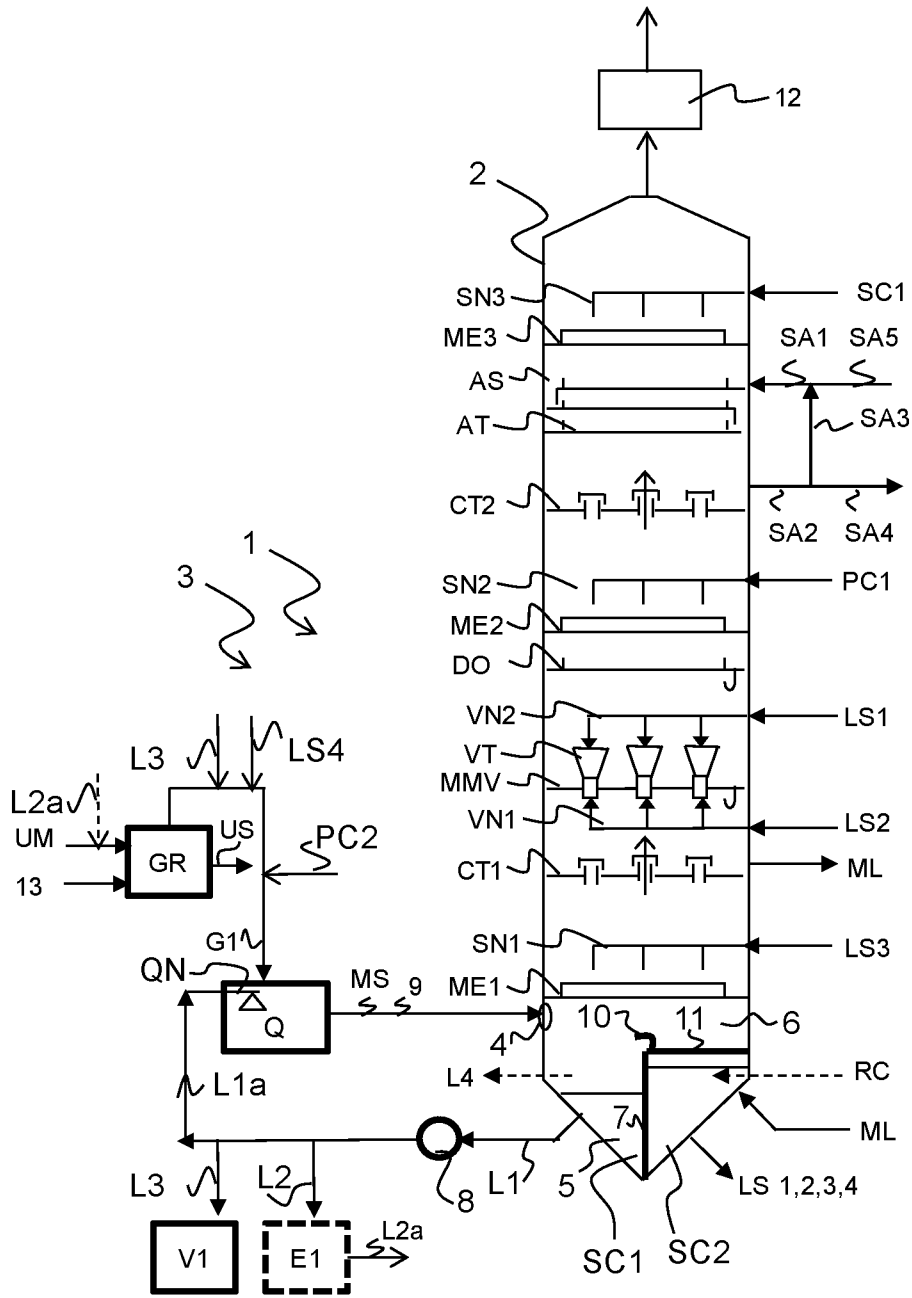 12
2
SN3
SC1
ME3
SA1
SA5
AS
SA3
AT
CT2
SA2
SA4
1
3
SN2
PC1
ME2
DO
VN2
LS1
L3
LS4
VT
L2a
MMV
UM
US
VN1
LS2
GR
PC2
CT1
ML
13
G1
SN1
LS3
QN
MS
9
ME1
Q
4
10
11
6
L4
RC
L1a
7
ML
L3
L2
8
L1
5
LS 1,2,3,4
SC1
SC2
V1
E1
L2a